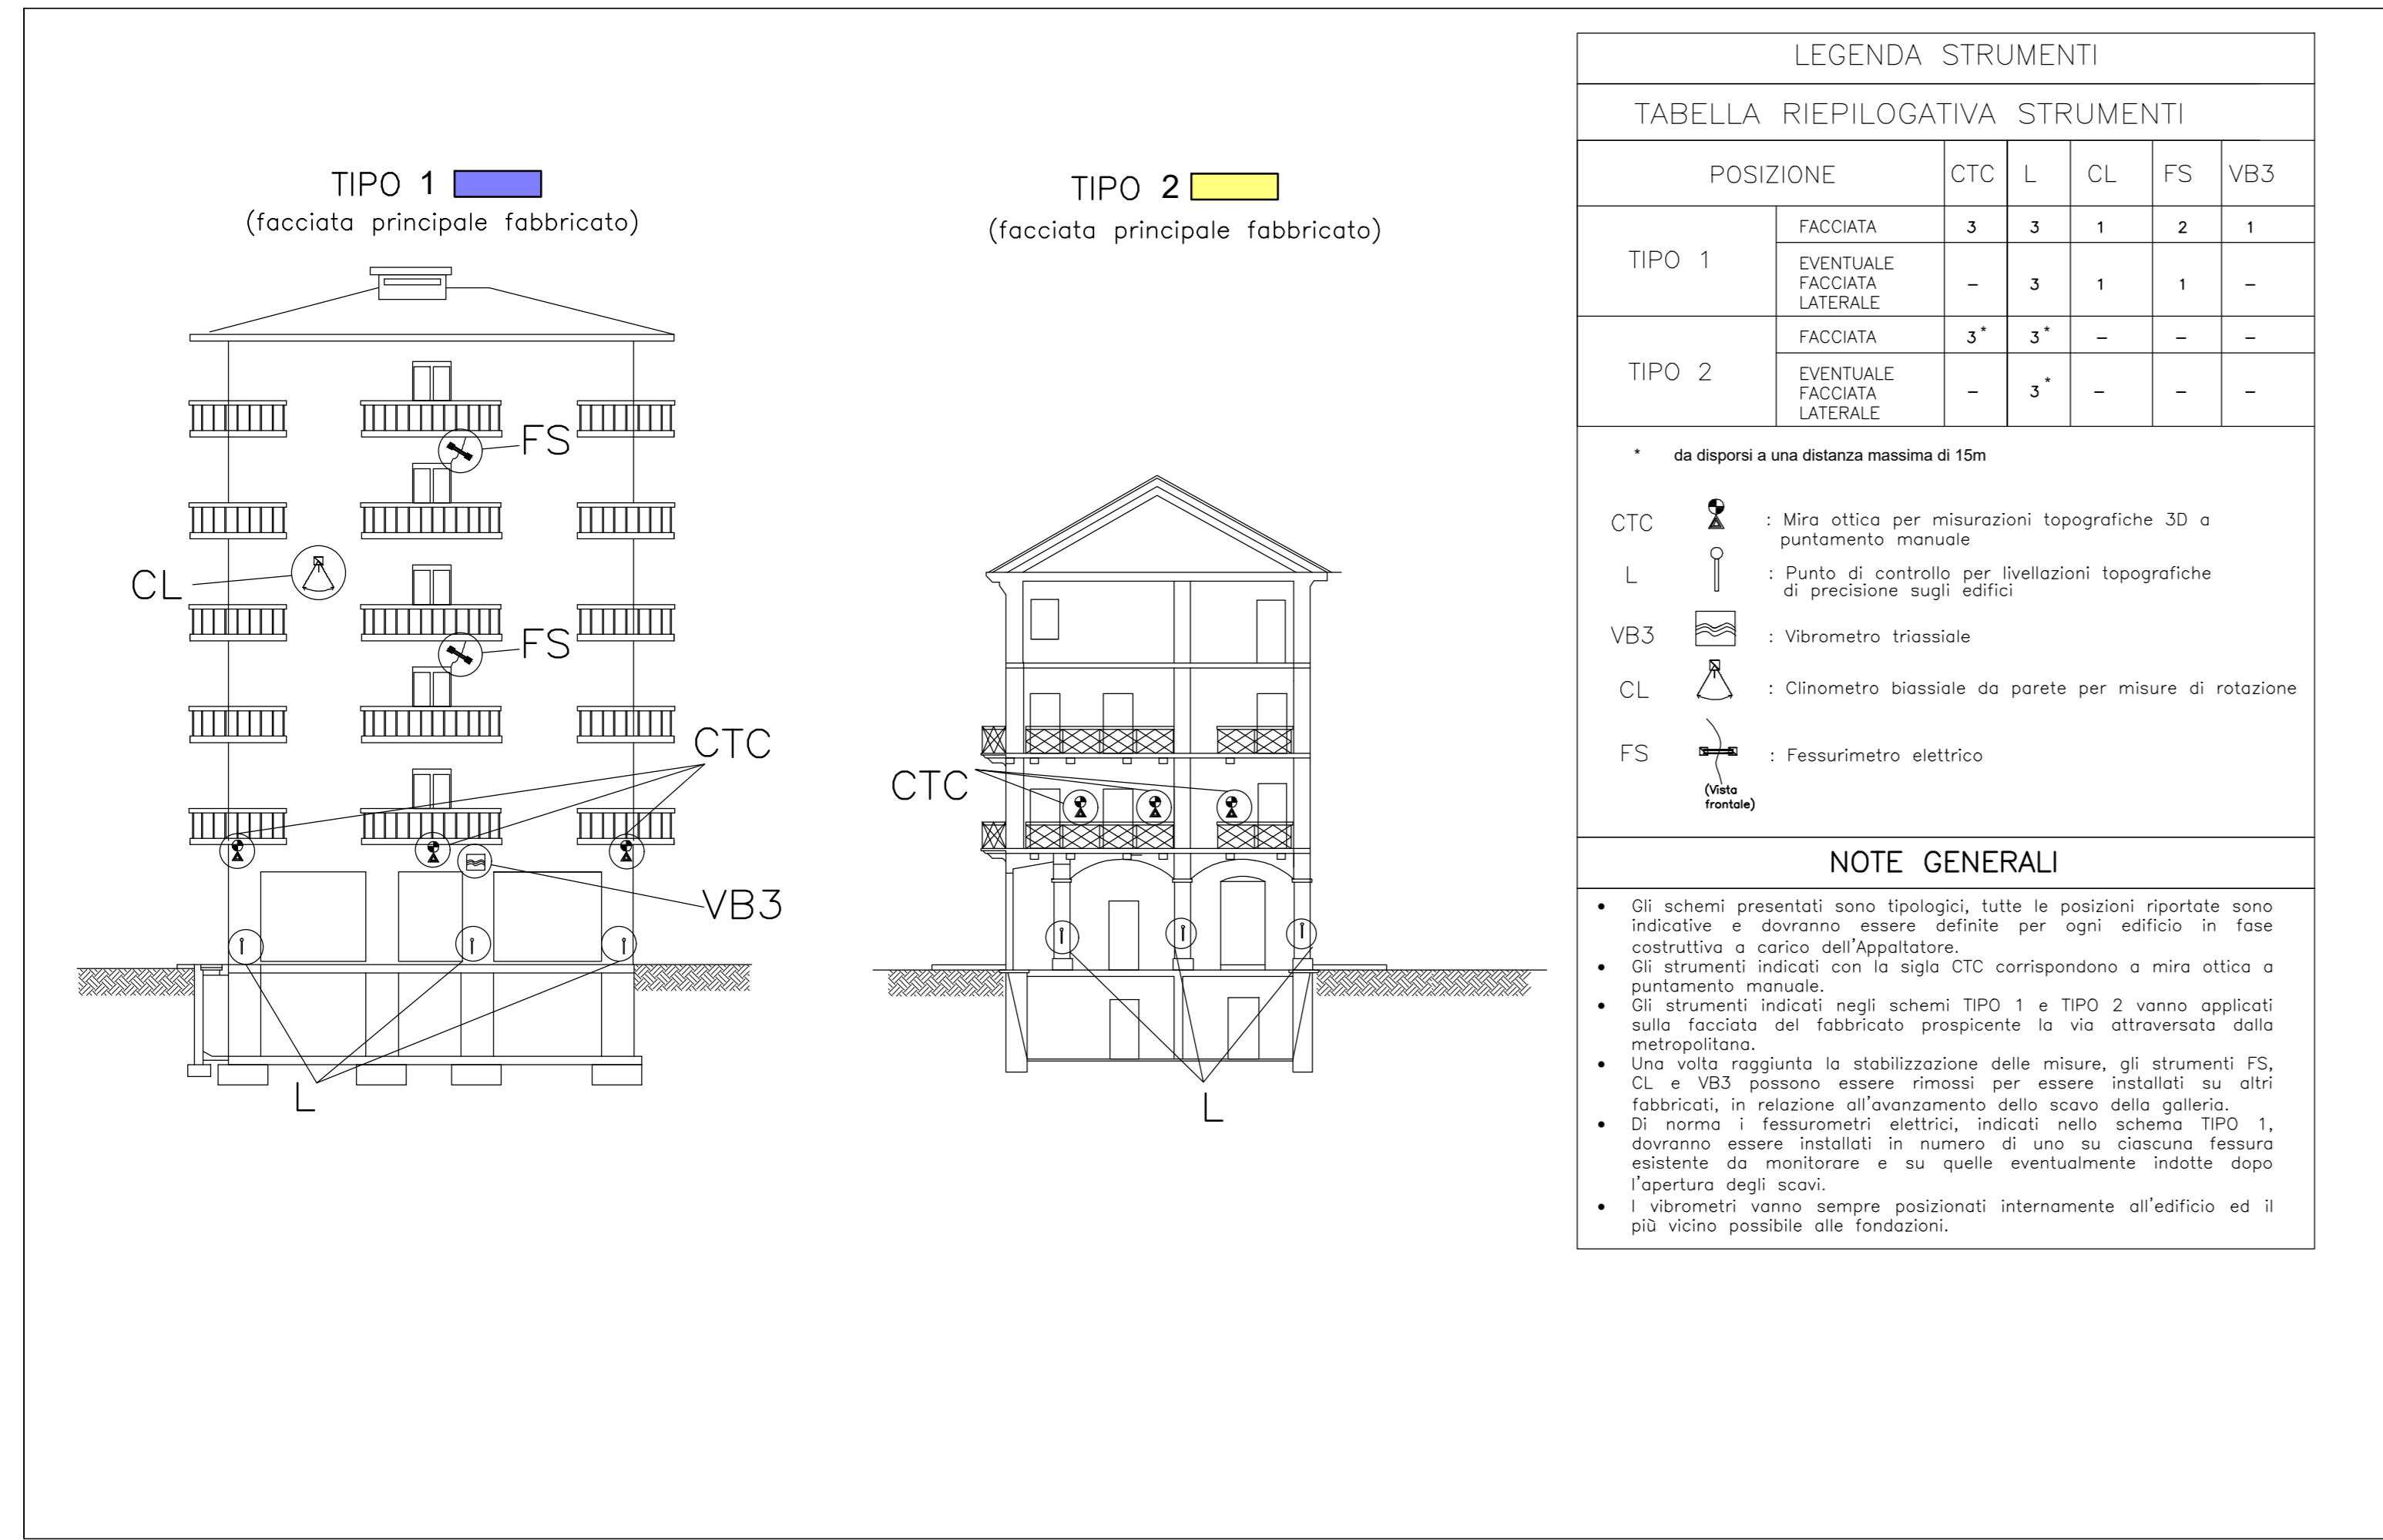 TIPO 1
(facciata principale fabbricato)
FS
CL
FS
CTC
VB3
L
TIPO 2
(facciata principale fabbricato)
CTC
L
LEGENDA STRUMENTI
TABELLA RIEPILOGATIVA STRUMENTI
POSIZIONE CTC L CL FS VB3
TIPO 1
FACCIATA 3 3 1 2 1
EVENTUALE
FACCIATA
LATERALE
– 3 1 1 –
TIPO 2
FACCIATA 3* 3* – – –
EVENTUALE
FACCIATA
LATERALE
– 3* – – –
* da disporsi a una distanza massima di 15m
CTC : Mira ottica per misurazioni topografiche 3D a
puntamento manuale
L : Punto di controllo per livellazioni topografiche
di precisione sugli edifici
VB3 : Vibrometro triassiale
CL : Clinometro biassiale da parete per misure di rotazione
FS : Fessurimetro elettrico
(Vista
frontale)
NOTE GENERALI
• Gli schemi presentati sono tipologici, tutte le posizioni riportate sono
indicative e dovranno essere definite per ogni edificio in fase
costruttiva a carico dell'Appaltatore.
• Gli strumenti indicati con la sigla CTC corrispondono a mira ottica a
puntamento manuale.
• Gli strumenti indicati negli schemi TIPO 1 e TIPO 2 vanno applicati
sulla facciata del fabbricato prospicente la via attraversata dalla
metropolitana.
• Una volta raggiunta la stabilizzazione delle misure, gli strumenti FS,
CL e VB3 possono essere rimossi per essere installati su altri
fabbricati, in relazione all'avanzamento dello scavo della galleria.
• Di norma i fessurometri elettrici, indicati nello schema TIPO 1,
dovranno essere installati in numero di uno su ciascuna fessura
esistente da monitorare e su quelle eventualmente indotte dopo
l'apertura degli scavi.
• I vibrometri vanno sempre posizionati internamente all'edificio ed il
più vicino possibile alle fondazioni.